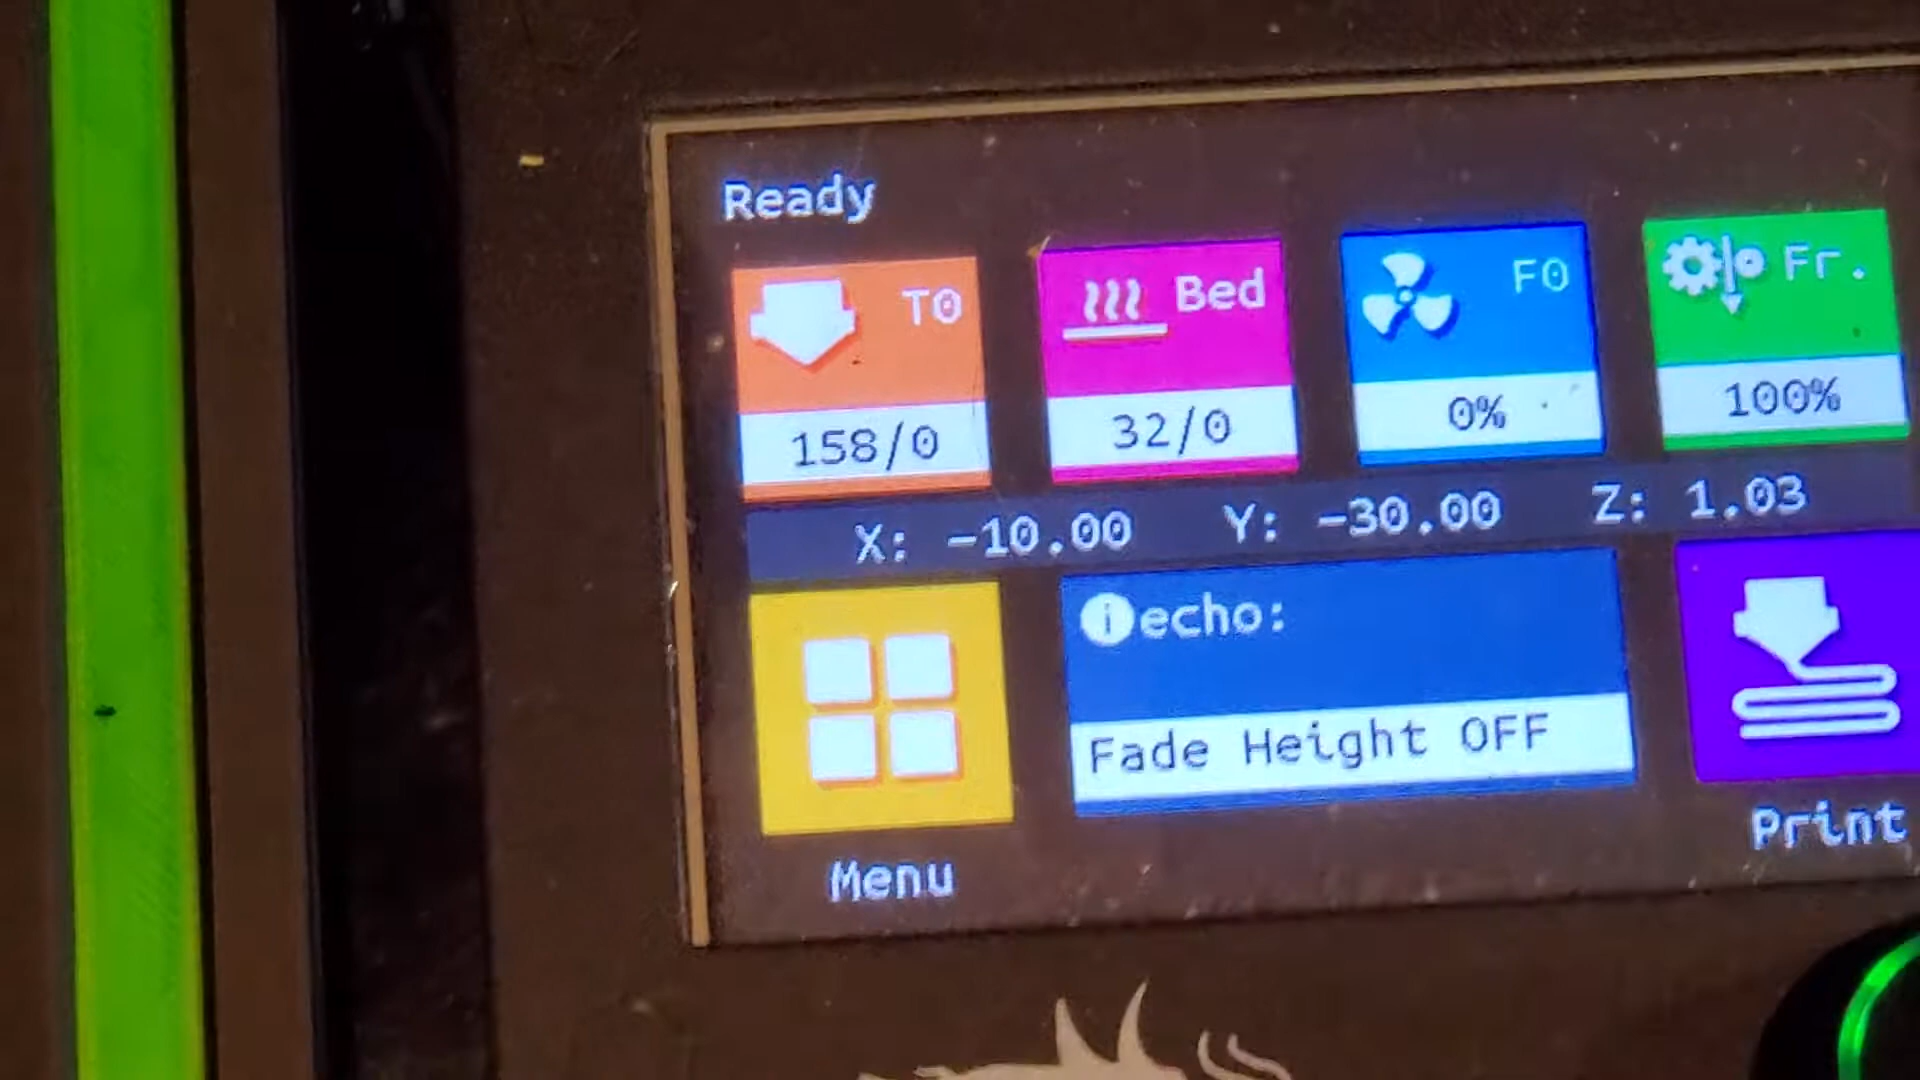 Ready
T0 Bed F0 Fr.
158/0 32/0 0% 100%
X: -10.00 Y: -30.00 Z: 1.03
echo:
Fade Height OFF
Menu Print